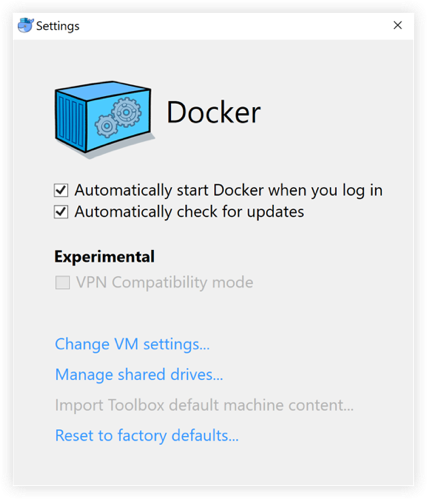 Settings
Docker
Automatically start Docker when you log in
Automatically check for updates
Experimental
VPN Compatibility mode
Change VM settings...
Manage shared drives...
Import Toolbox default machine content...
Reset to factory defaults...